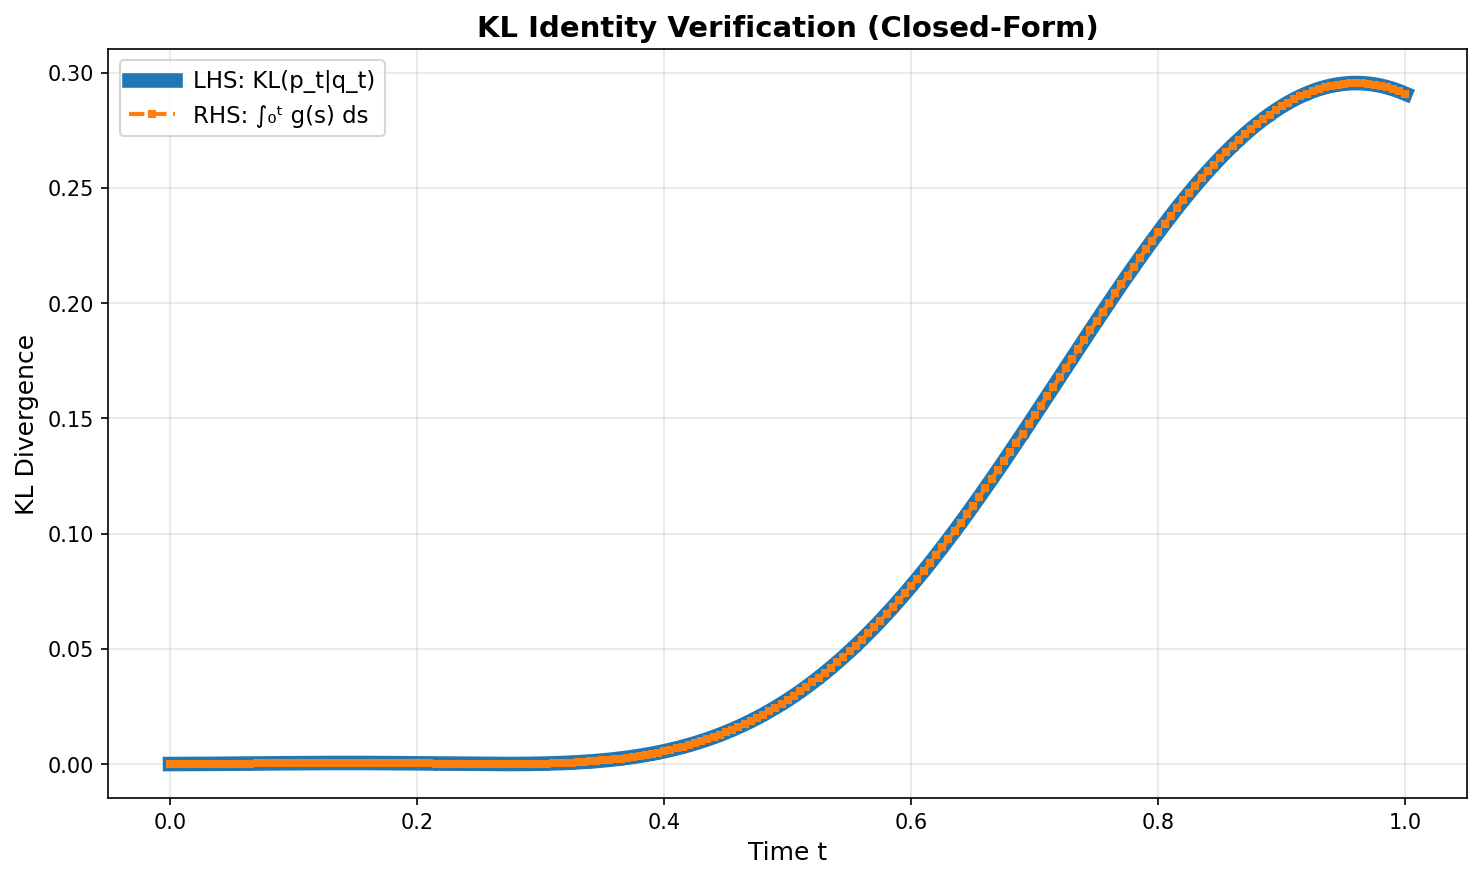 KL Identity Verification (Closed-Form)
LHS: KL(p_t|q_t)
RHS: ∫₀ᵗ g(s) ds
0.30
0.25
0.20
0.15
0.10
0.05
0.00
KL Divergence
0.0 0.2 0.4 0.6 0.8 1.0
Time t